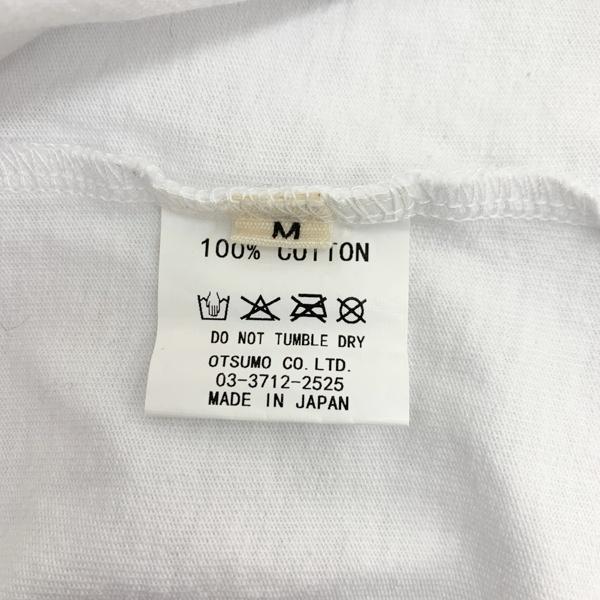 M
100% COTTON
DO NOT TUMBLE DRY
OTSUMO CO. LTD.
03-3712-2525
MADE IN JAPAN